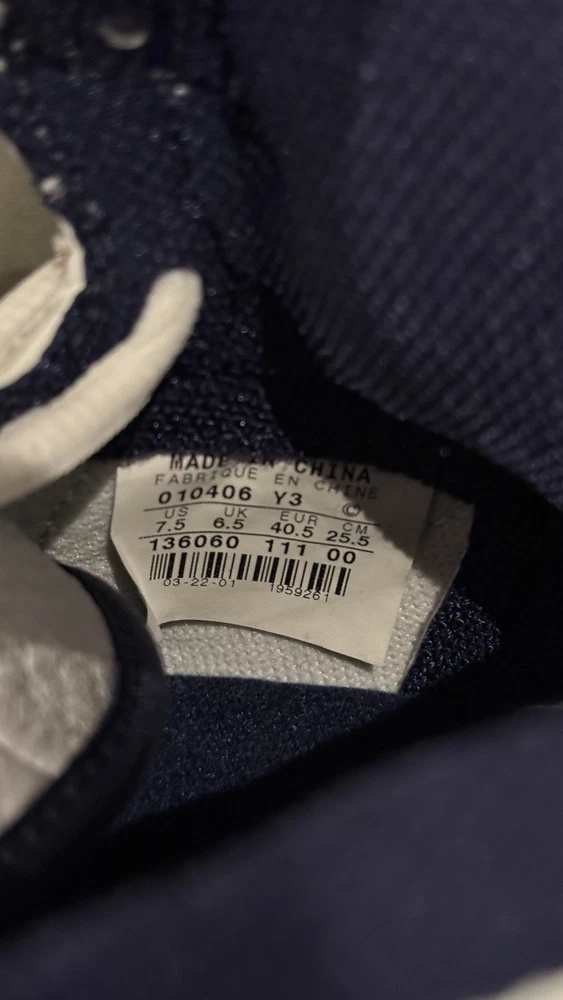 MADE IN CHINA
FABRIQUE EN CHINE
010406 Y3 ©
US UK EUR CM
7.5 6.5 40.5 25.5
136060 111 00
03-22-01 1959261